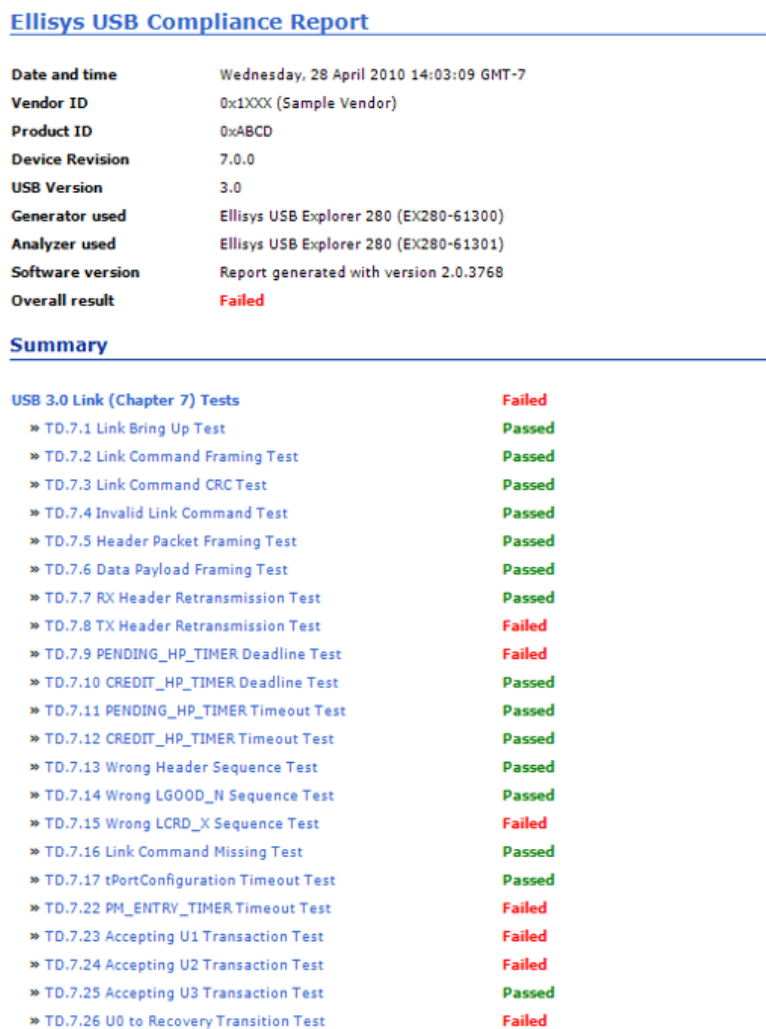 Ellisys USB Compliance Report
Date and time Wednesday, 28 April 2010 14:03:09 GMT-7
Vendor ID 0x1XXX (Sample Vendor)
Product ID 0xABCD
Device Revision 7.0.0
USB Version 3.0
Generator used Ellisys USB Explorer 280 (EX280-61300)
Analyzer used Ellisys USB Explorer 280 (EX280-61301)
Software version Report generated with version 2.0.3768
Overall result Failed
Summary
USB 3.0 Link (Chapter 7) Tests Failed
» TD.7.1 Link Bring Up Test Passed
» TD.7.2 Link Command Framing Test Passed
» TD.7.3 Link Command CRC Test Passed
» TD.7.4 Invalid Link Command Test Passed
» TD.7.5 Header Packet Framing Test Passed
» TD.7.6 Data Payload Framing Test Passed
» TD.7.7 RX Header Retransmission Test Passed
» TD.7.8 TX Header Retransmission Test Failed
» TD.7.9 PENDING_HP_TIMER Deadline Test Failed
» TD.7.10 CREDIT_HP_TIMER Deadline Test Passed
» TD.7.11 PENDING_HP_TIMER Timeout Test Passed
» TD.7.12 CREDIT_HP_TIMER Timeout Test Passed
» TD.7.13 Wrong Header Sequence Test Passed
» TD.7.14 Wrong LGOOD_N Sequence Test Passed
» TD.7.15 Wrong LCRD_X Sequence Test Failed
» TD.7.16 Link Command Missing Test Passed
» TD.7.17 tPortConfiguration Timeout Test Passed
» TD.7.22 PM_ENTRY_TIMER Timeout Test Failed
» TD.7.23 Accepting U1 Transaction Test Failed
» TD.7.24 Accepting U2 Transaction Test Failed
» TD.7.25 Accepting U3 Transaction Test Passed
» TD.7.26 U0 to Recovery Transition Test Failed